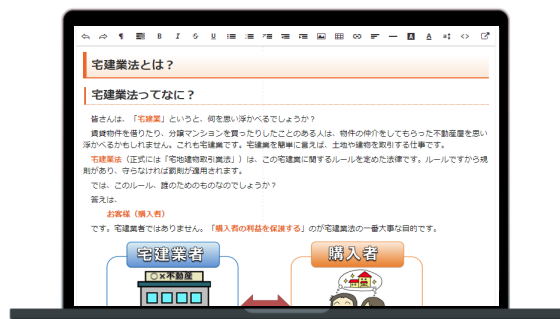 宅建業法とは？
宅建業法ってなに？
皆さんは、「宅建業」というと、何を思い浮かべるでしょうか？
賃貸物件を借りたり、分譲マンションを買ったりしたことのある人は、物件の仲介をしてもらった不動産屋を思い
浮かべるかもしれません。これも宅建業です。宅建業を簡単に言えば、土地や建物を取引する仕事です。
宅建業法（正式には『宅地建物取引業法』）は、この宅建業に関するルールを定めた法律です。ルールですから規
則があり、守らなければ罰則が適用されます。
では、このルール、誰のためのものなのでしょうか？
答えは、
お客様（購入者）
です。宅建業者ではありません。「購入者の利益を保護する」のが宅建業法の一番大事な目的です。
宅建業者
購入者
○×不動産